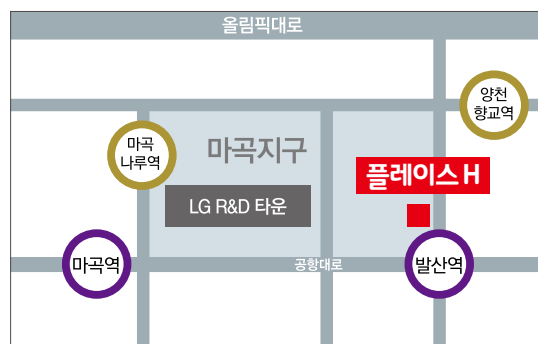 올림픽대로
양천
향교역
마곡
나루역
마곡지구
플레이스 H
LG R&D 타운
마곡역
공항대로
발산역